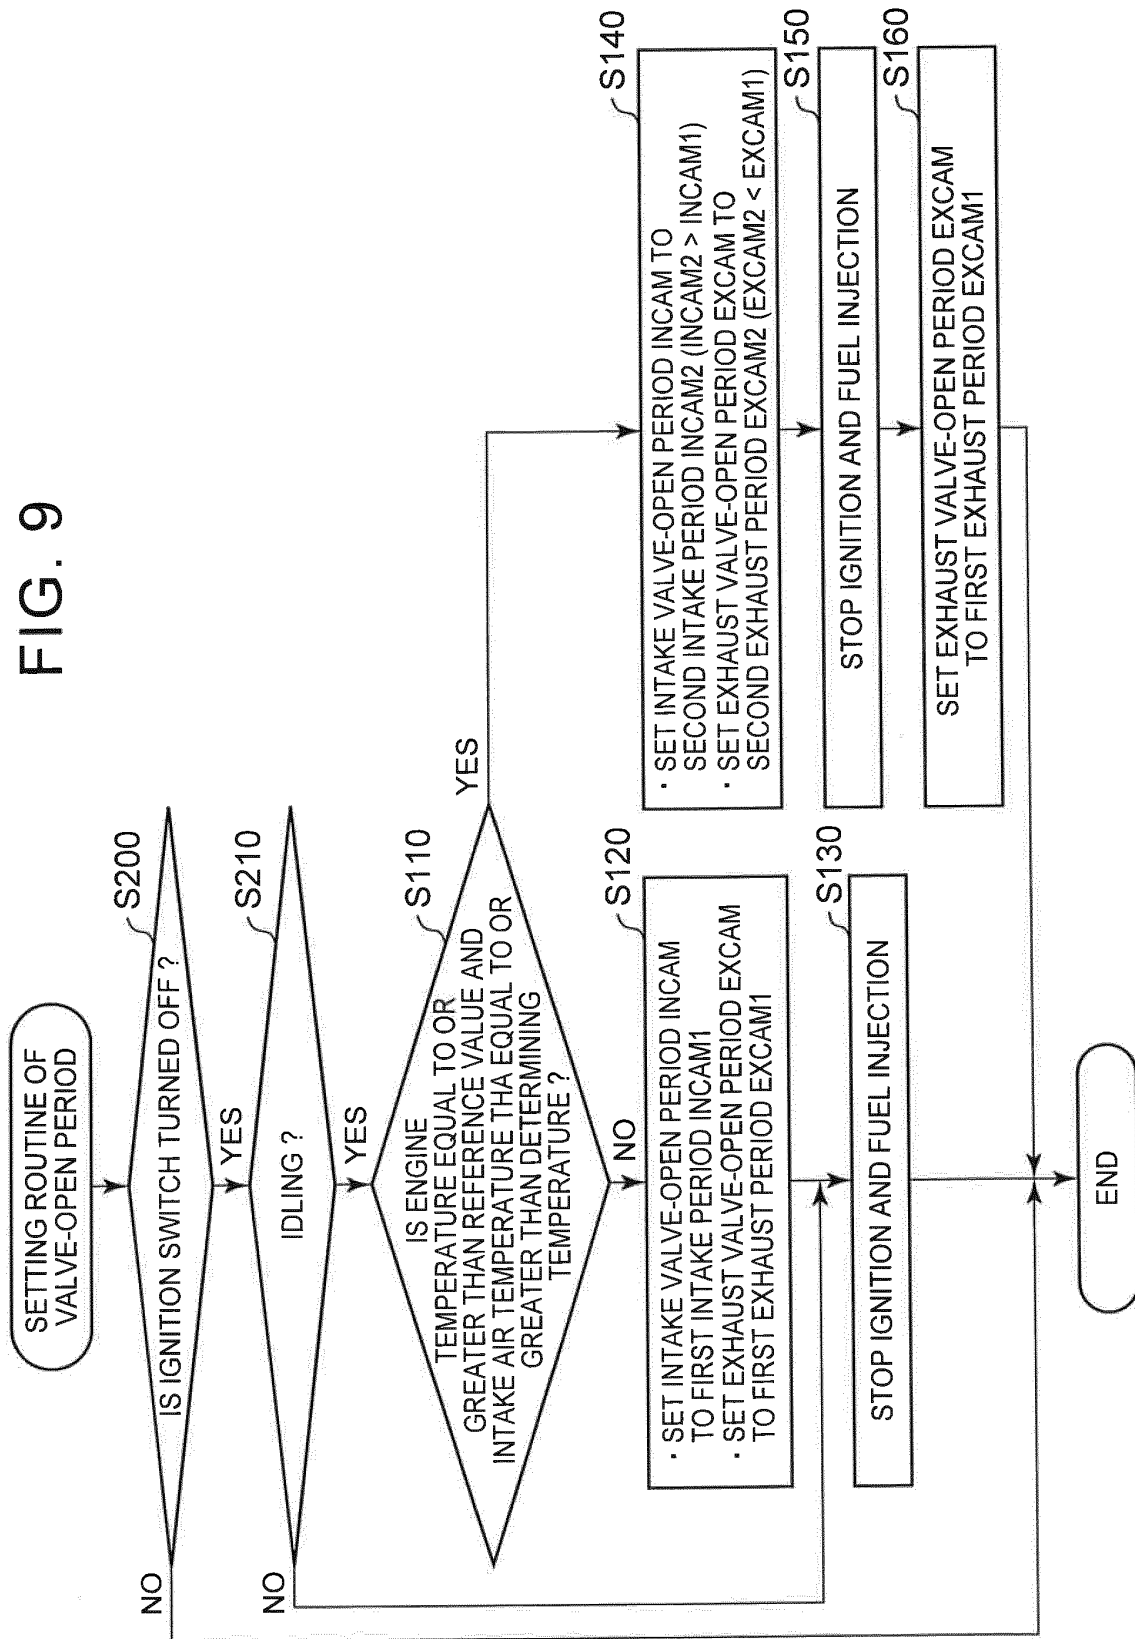 FIG. 9
SETTING ROUTINE OF
VALVE-OPEN PERIOD
S200
IS IGNITION SWITCH TURNED OFF ?
NO
YES
S210
IDLING ?
NO
YES
S110
IS ENGINE
TEMPERATURE EQUAL TO OR
GREATER THAN REFERENCE VALUE AND
INTAKE AIR TEMPERATURE THA EQUAL TO OR
GREATER THAN DETERMINING
TEMPERATURE ?
YES
NO
S120
· SET INTAKE VALVE-OPEN PERIOD INCAM
TO FIRST INTAKE PERIOD INCAM1
· SET EXHAUST VALVE-OPEN PERIOD EXCAM
TO FIRST EXHAUST PERIOD EXCAM1
S130
STOP IGNITION AND FUEL INJECTION
S140
· SET INTAKE VALVE-OPEN PERIOD INCAM TO
SECOND INTAKE PERIOD INCAM2 (INCAM2 > INCAM1)
· SET EXHAUST VALVE-OPEN PERIOD EXCAM TO
SECOND EXHAUST PERIOD EXCAM2 (EXCAM2 < EXCAM1)
S150
STOP IGNITION AND FUEL INJECTION
S160
SET EXHAUST VALVE-OPEN PERIOD EXCAM
TO FIRST EXHAUST PERIOD EXCAM1
END